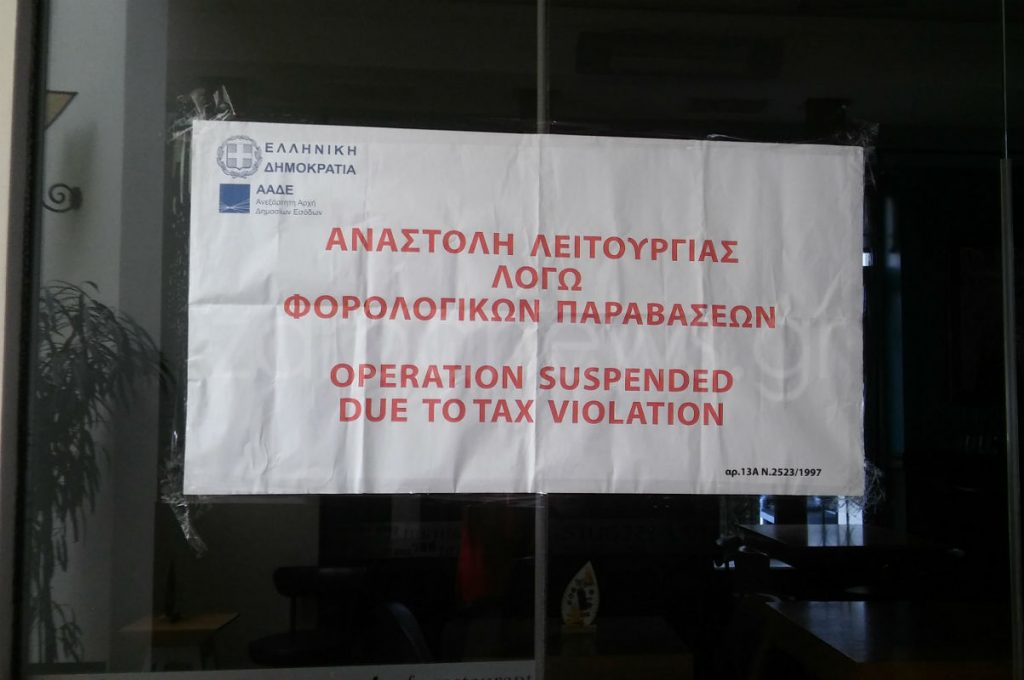 ΕΛΛΗΝΙΚΗ
ΔΗΜΟΚΡΑΤΙΑ
ΑΑΔΕ
Ανεξάρτητη Αρχή
Δημοσίων Εσόδων
ΑΝΑΣΤΟΛΗ ΛΕΙΤΟΥΡΓΙΑΣ
ΛΟΓΩ
ΦΟΡΟΛΟΓΙΚΩΝ ΠΑΡΑΒΑΣΕΩΝ
OPERATION SUSPENDED
DUE TO TAX VIOLATION
αρ.13Α Ν.2523/1997